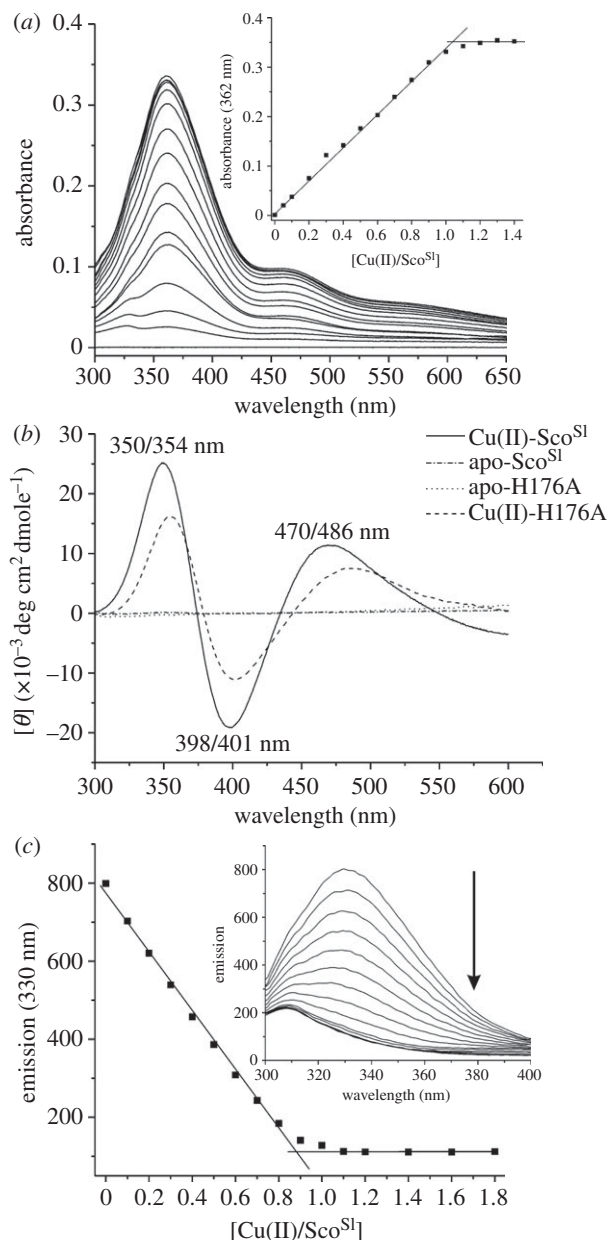 (a)
0.4
0.3
0.2
0.1
0
absorbance
300 350 400 450 500 550 600 650
wavelength (nm)
0.4
0.3
0.2
0.1
0
absorbance (362 nm)
0 0.2 0.4 0.6 0.8 1.0 1.2 1.4
[Cu(II)/Sco^Sl]
(b)
30
20
10
0
−10
−20
[θ] (×10⁻³ deg cm² dmole⁻¹)
350/354 nm
398/401 nm
470/486 nm
Cu(II)-Sco^Sl
apo-Sco^Sl
apo-H176A
Cu(II)-H176A
300 350 400 450 500 550 600
wavelength (nm)
(c)
800
600
400
200
emission (330 nm)
0 0.2 0.4 0.6 0.8 1.0 1.2 1.4 1.6 1.8
[Cu(II)/Sco^Sl]
800
600
400
200
0
emission
300 320 340 360 380 400
wavelength (nm)